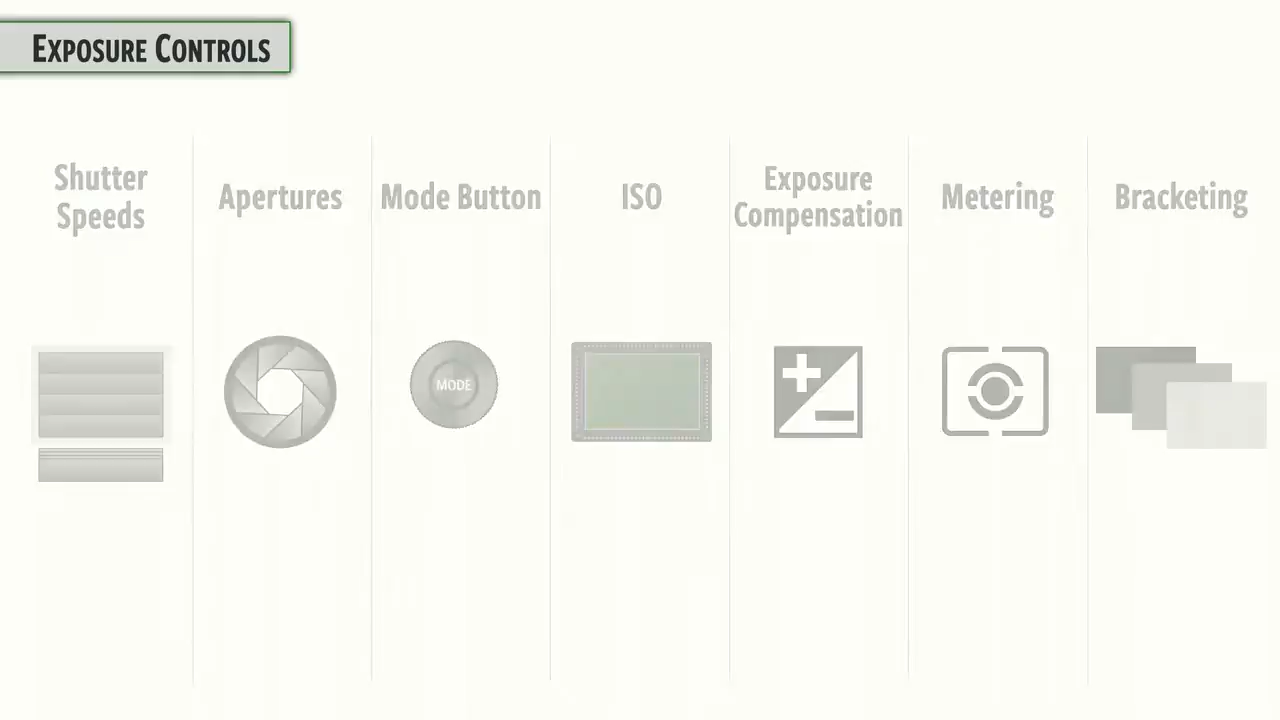 Exposure Controls
Shutter
Speeds
Apertures
Mode Button
ISO
Exposure
Compensation
Metering
Bracketing
MODE